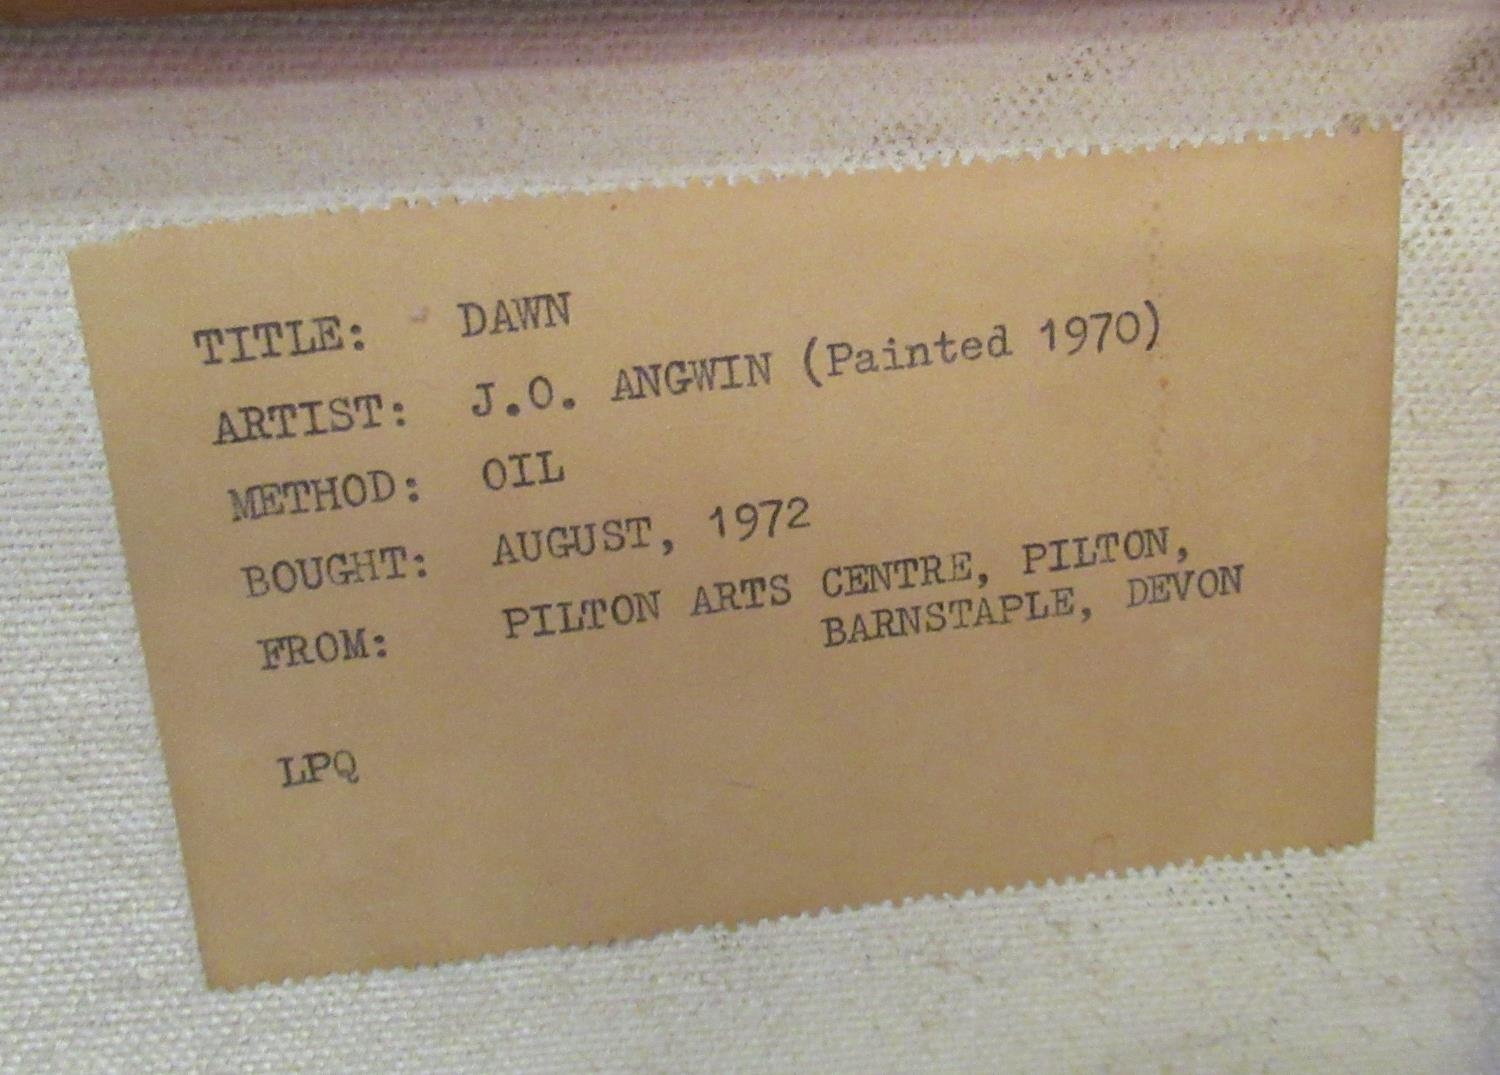 TITLE: DAWN
ARTIST: J.O. ANGWIN (Painted 1970)
METHOD: OIL
BOUGHT: AUGUST, 1972
FROM: PILTON ARTS CENTRE, PILTON,
BARNSTAPLE, DEVON
LPQ